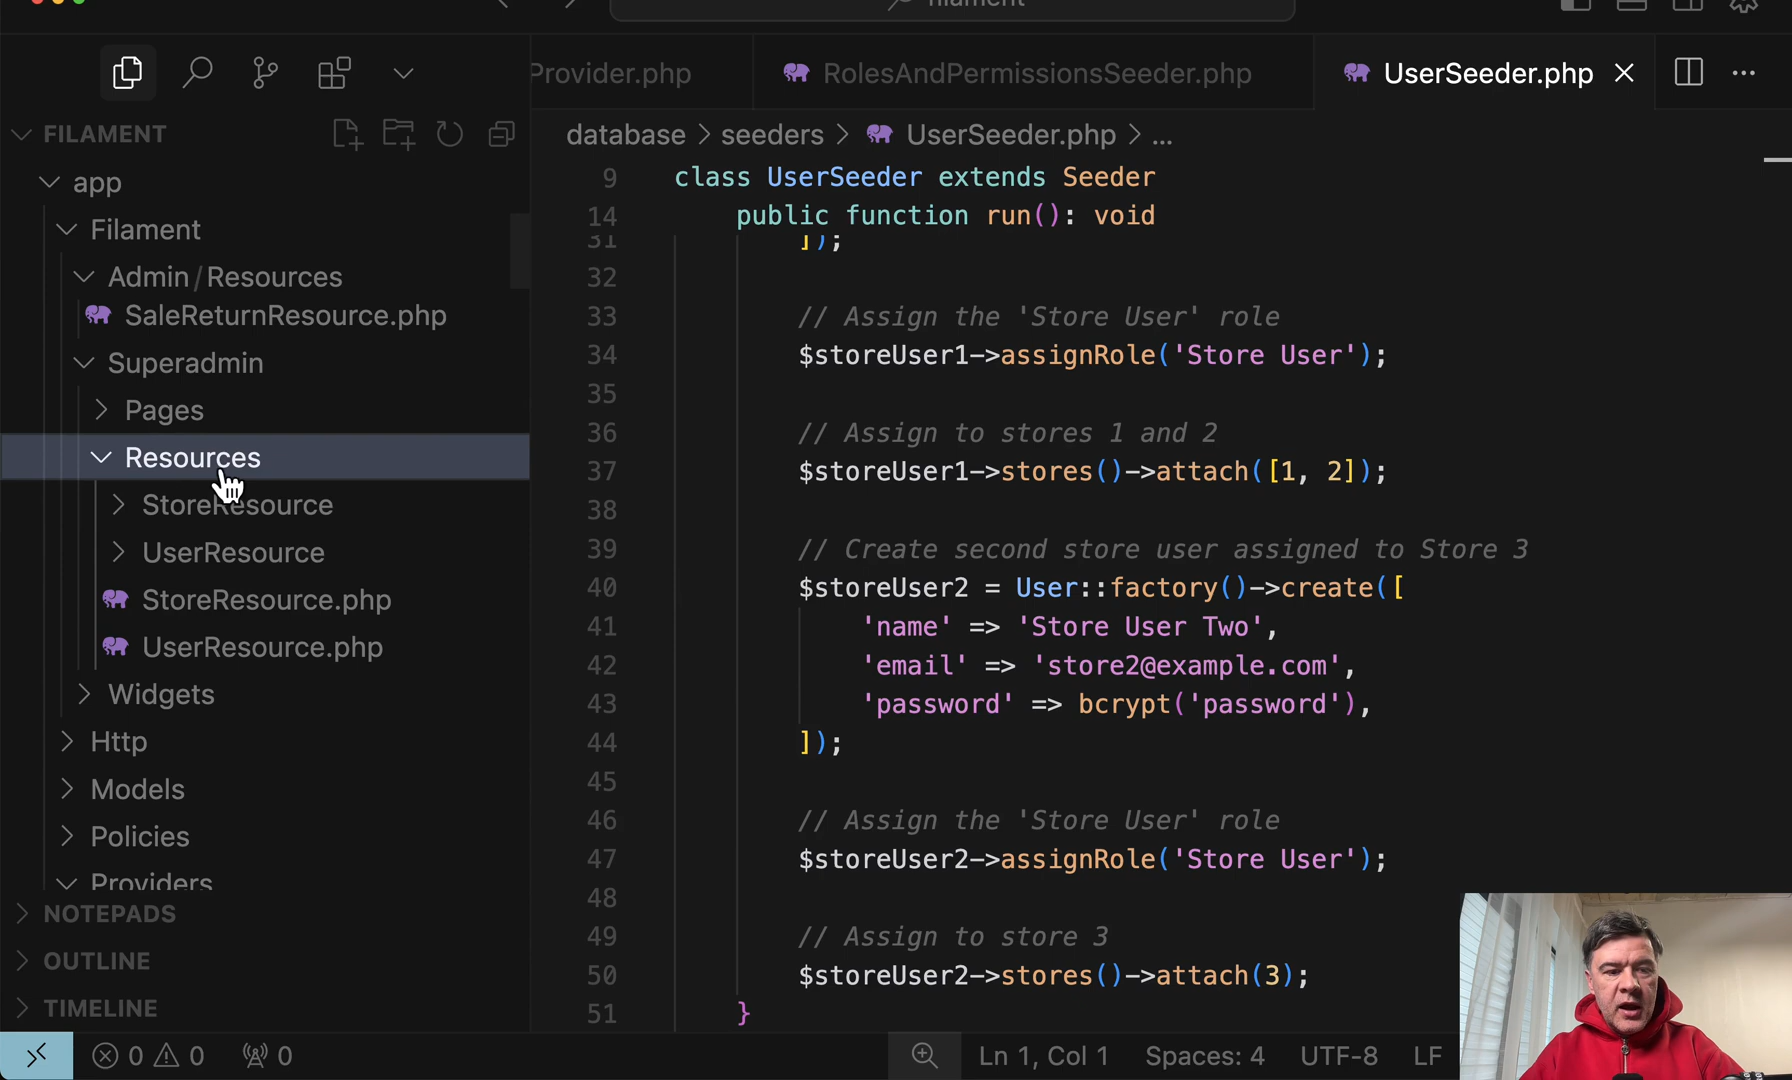 filament
Provider.php
RolesAndPermissionsSeeder.php
UserSeeder.php
FILAMENT
database > seeders > UserSeeder.php > ...
app
Filament
Admin/Resources
SaleReturnResource.php
Superadmin
Pages
Resources
StoreResource
UserResource
StoreResource.php
UserResource.php
Widgets
Http
Models
Policies
Providers
NOTEPADS
OUTLINE
TIMELINE
9 class UserSeeder extends Seeder
14 public function run(): void
31 ]);
32
33 // Assign the 'Store User' role
34 $storeUser1->assignRole('Store User');
35
36 // Assign to stores 1 and 2
37 $storeUser1->stores()->attach([1, 2]);
38
39 // Create second store user assigned to Store 3
40 $storeUser2 = User::factory()->create([
41 'name' => 'Store User Two',
42 'email' => 'store2@example.com',
43 'password' => bcrypt('password'),
44 ]);
45
46 // Assign the 'Store User' role
47 $storeUser2->assignRole('Store User');
48
49 // Assign to store 3
50 $storeUser2->stores()->attach(3);
51 }
0 0 0 Ln 1, Col 1 Spaces: 4 UTF-8 LF